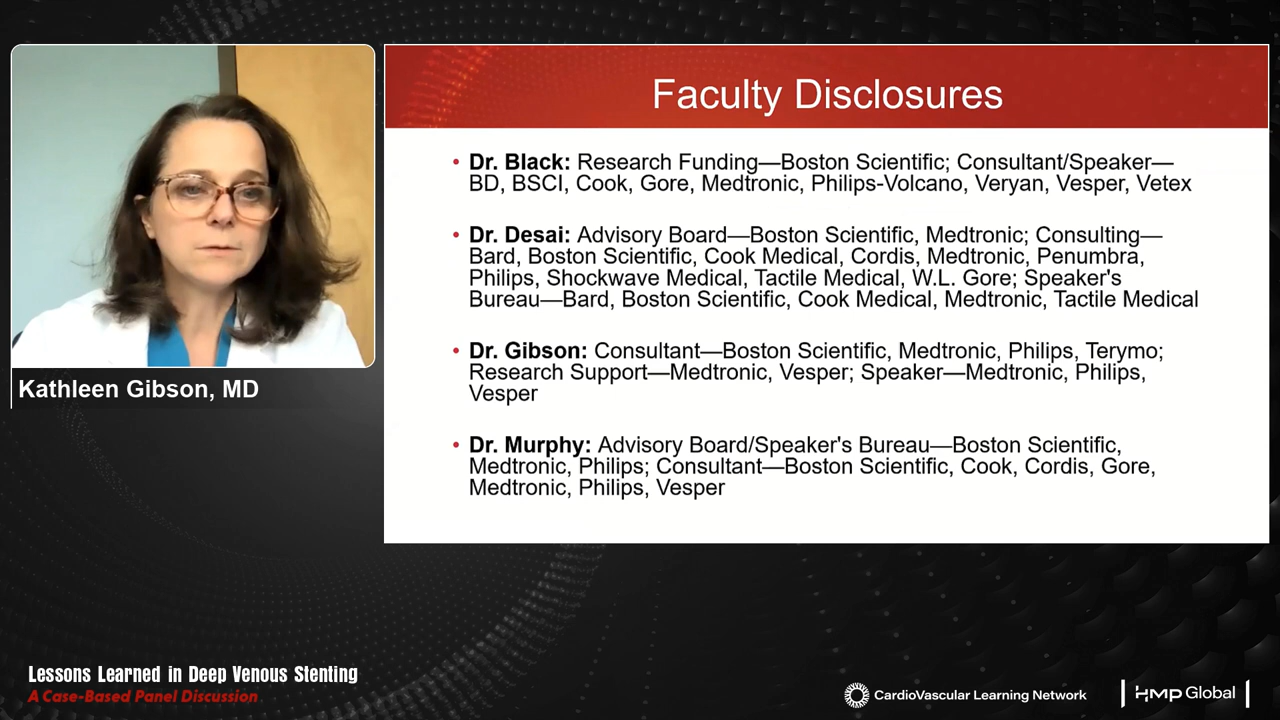 Faculty Disclosures
• Dr. Black: Research Funding—Boston Scientific; Consultant/Speaker—
BD, BSCI, Cook, Gore, Medtronic, Philips-Volcano, Veryan, Vesper, Vetex
• Dr. Desai: Advisory Board—Boston Scientific, Medtronic; Consulting—
Bard, Boston Scientific, Cook Medical, Cordis, Medtronic, Penumbra,
Philips, Shockwave Medical, Tactile Medical, W.L. Gore; Speaker's
Bureau—Bard, Boston Scientific, Cook Medical, Medtronic, Tactile Medical
• Dr. Gibson: Consultant—Boston Scientific, Medtronic, Philips, Terymo;
Research Support—Medtronic, Vesper; Speaker—Medtronic, Philips,
Vesper
• Dr. Murphy: Advisory Board/Speaker's Bureau—Boston Scientific,
Medtronic, Philips; Consultant—Boston Scientific, Cook, Cordis, Gore,
Medtronic, Philips, Vesper
Kathleen Gibson, MD
Lessons Learned in Deep Venous Stenting
A Case-Based Panel Discussion
CardioVascular Learning Network
HMP Global